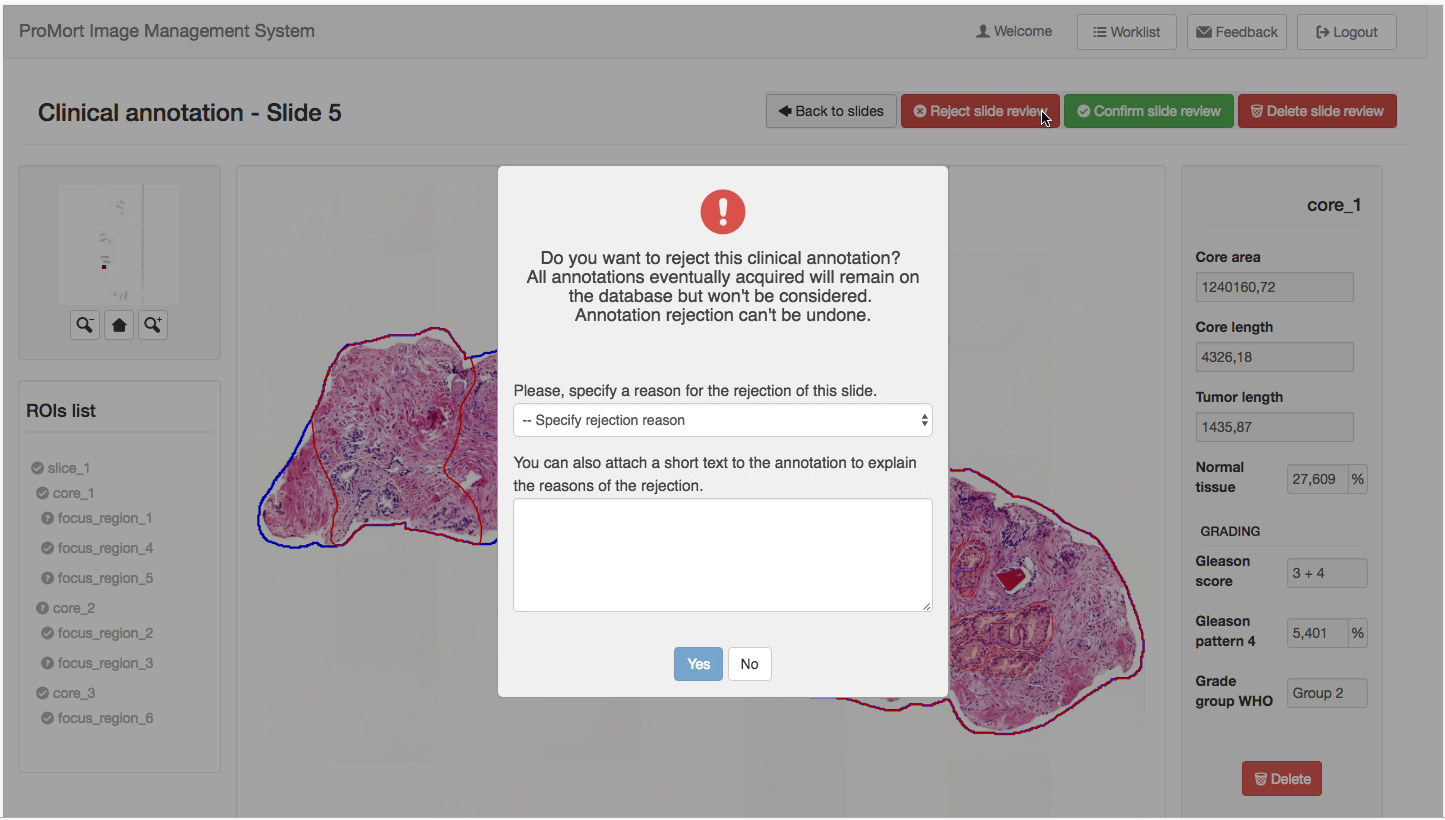 ProMort Image Management System
Welcome
Worklist
Feedback
Logout
Clinical annotation - Slide 5
Back to slides
Reject slide review
Confirm slide review
Delete slide review
ROIs list
slice_1
core_1
focus_region_1
focus_region_4
focus_region_5
core_2
focus_region_2
focus_region_3
core_3
focus_region_6
Do you want to reject this clinical annotation?
All annotations eventually acquired will remain on
the database but won't be considered.
Annotation rejection can't be undone.
Please, specify a reason for the rejection of this slide.
-- Specify rejection reason
You can also attach a short text to the annotation to explain
the reasons of the rejection.
Yes
No
core_1
Core area
1240160,72
Core length
4326,18
Tumor length
1435,87
Normal
tissue
27,609 %
GRADING
Gleason
score
3 + 4
Gleason
pattern 4
5,401 %
Grade
group WHO
Group 2
Delete